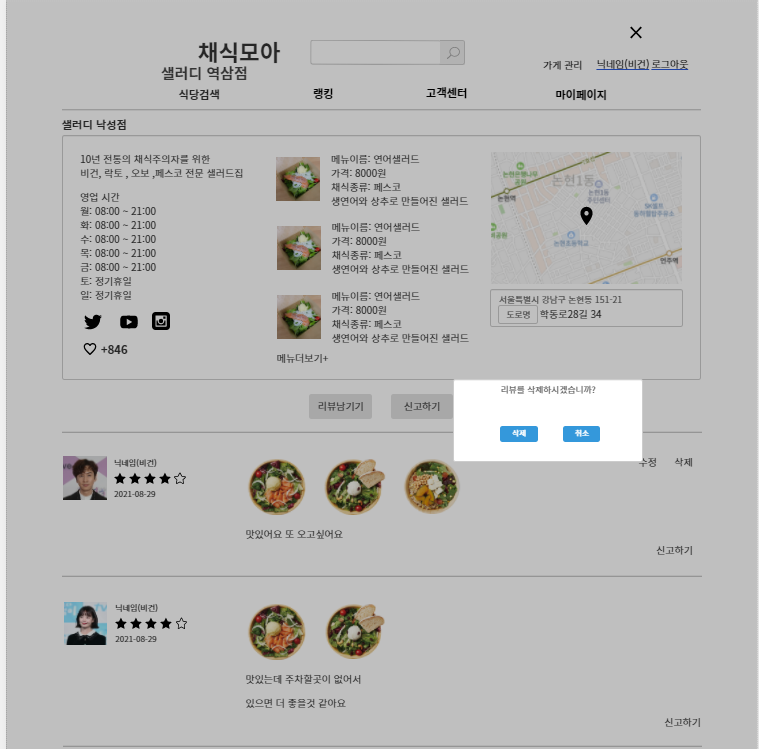 채식모아
샐러디 역삼점
가게 관리
닉네임(비건) 로그아웃
식당검색
랭킹
고객센터
마이페이지
샐러디 낙성점
10년 전통의 채식주의자를 위한
비건, 락토 , 오보 ,페스코 전문 샐러드집
영업 시간
월: 08:00 ~ 21:00
화: 08:00 ~ 21:00
수: 08:00 ~ 21:00
목: 08:00 ~ 21:00
금: 08:00 ~ 21:00
토: 정기휴일
일: 정기휴일
+846
메뉴이름: 연어샐러드
가격: 8000원
채식종류: 페스코
생연어와 상추로 만들어진 샐러드
메뉴이름: 연어샐러드
가격: 8000원
채식종류: 페스코
생연어와 상추로 만들어진 샐러드
메뉴이름: 연어샐러드
가격: 8000원
채식종류: 페스코
생연어와 상추로 만들어진 샐러드
메뉴더보기+
논현1동
논현1동
주민센터
논현역
논현초등학교
언주역
서울특별시 강남구 논현동 151-21
도로명 학동로28길 34
리뷰남기기
신고하기
리뷰를 삭제하시겠습니까?
삭제
취소
닉네임(비건)
2021-08-29
수정
삭제
맛있어요 또 오고싶어요
신고하기
닉네임(비건)
2021-08-29
맛있는데 주차할곳이 없어서
있으면 더 좋을것 같아요
신고하기